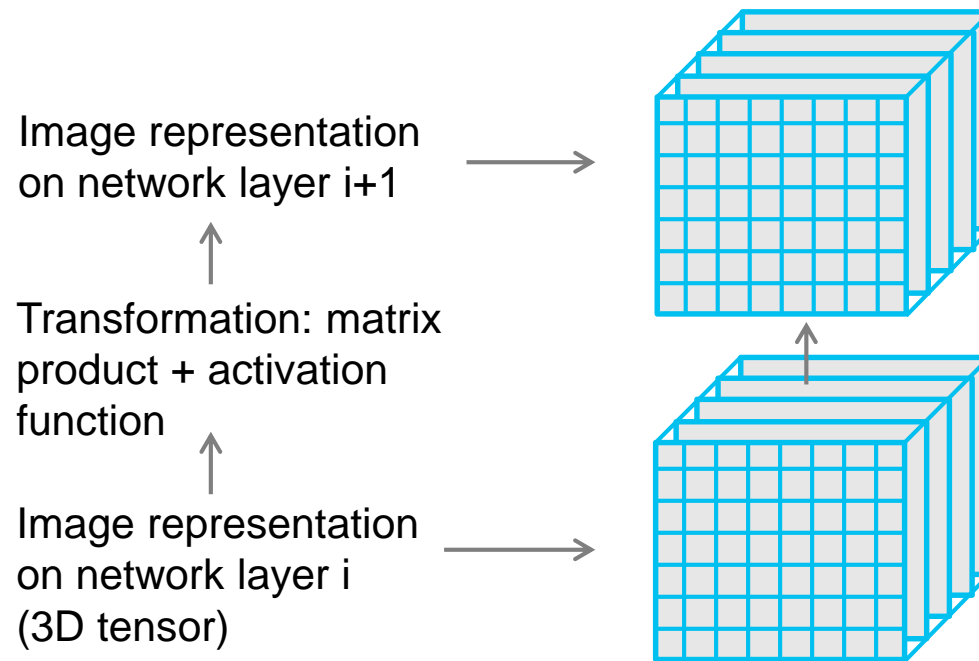 Image representation
on network layer i+1
Transformation: matrix
product + activation
function
Image representation
on network layer i
(3D tensor)